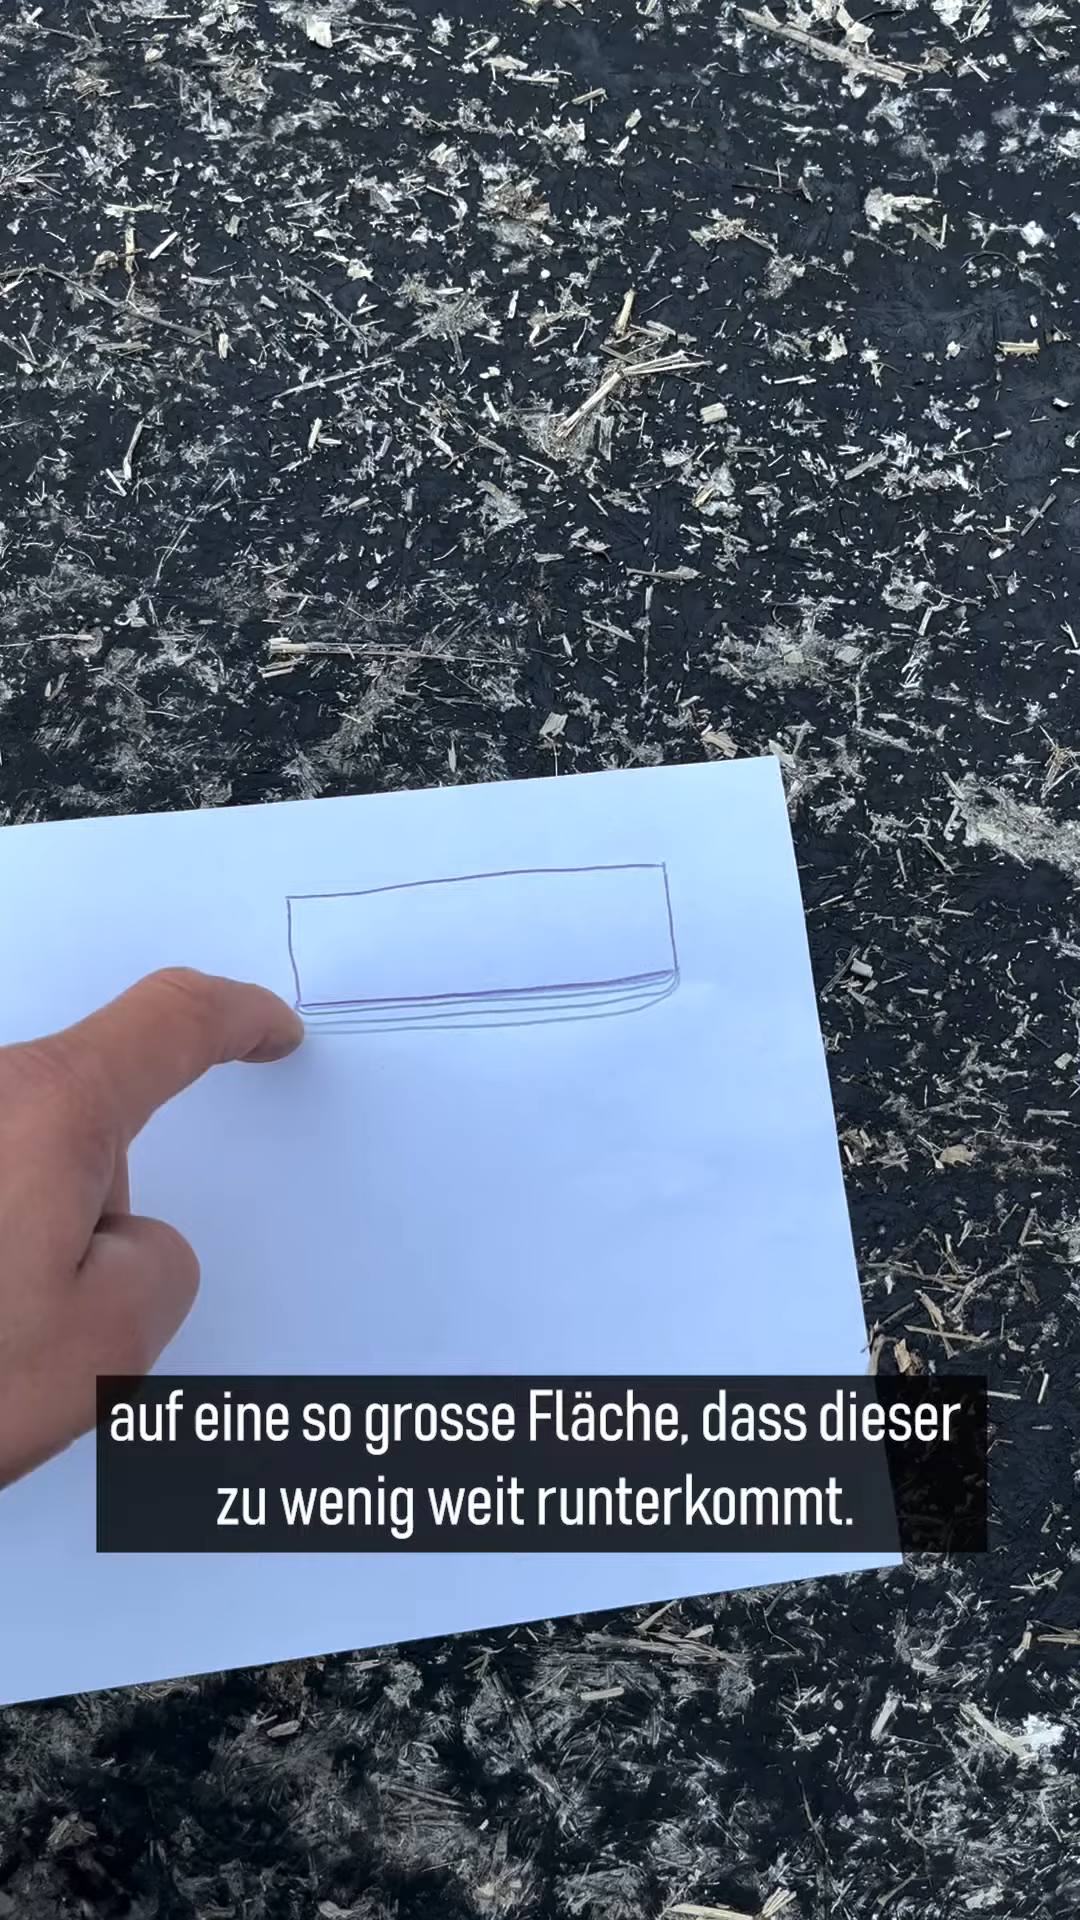 auf eine so grosse Fläche, dass dieser
zu wenig weit runterkommt.